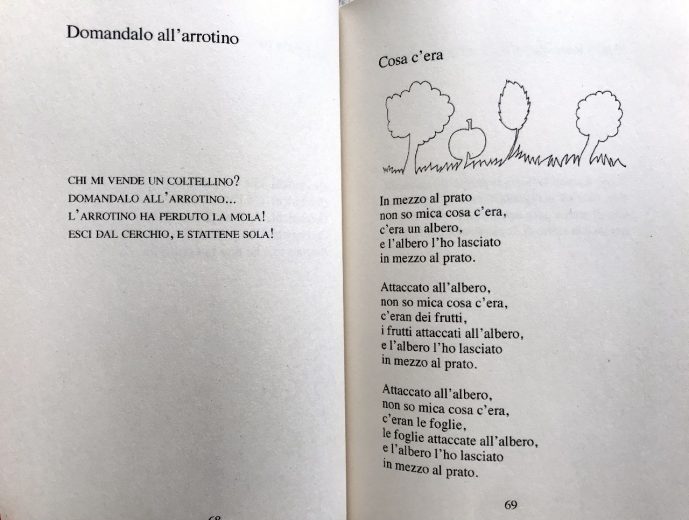 Domandalo all'arrotino
CHI MI VENDE UN COLTELLINO?
DOMANDALO ALL'ARROTINO...
L'ARROTINO HA PERDUTO LA MOLA!
ESCI DAL CERCHIO, E STATTENE SOLA!
68
Cosa c'era
In mezzo al prato
non so mica cosa c'era,
c'era un albero,
e l'albero l'ho lasciato
in mezzo al prato.
Attaccato all'albero,
non so mica cosa c'era,
c'eran dei frutti,
i frutti attaccati all'albero,
e l'albero l'ho lasciato
in mezzo al prato.
Attaccato all'albero,
non so mica cosa c'era,
c'eran le foglie,
le foglie attaccate all'albero,
e l'albero l'ho lasciato
in mezzo al prato.
69